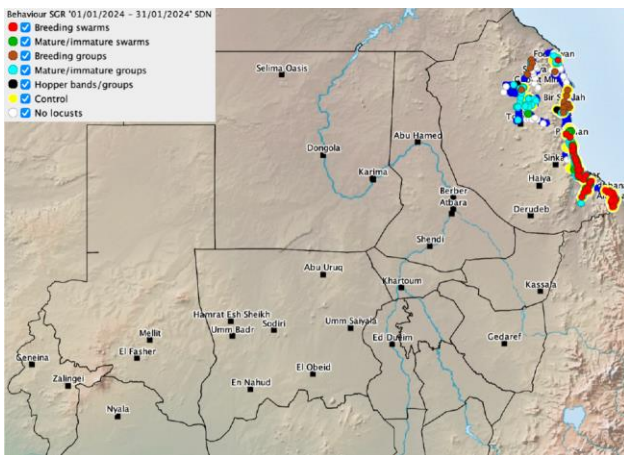 Behaviour SGR "01/01/2024 – 31/01/2024" SDN
Breeding swarms
Mature/immature swarms
Breeding groups
Mature/immature groups
Hopper bands/groups
Control
No locusts
Selima Oasis
Abu Hamed
Dongola
Karima
Sinka
Haiya
Berber
Atbara
Derudeb
Shendi
Abu Uruq
Khartoum
Kassala
Hamrat Esh Sheikh
Umm Badr
Sodiri
Umm Saiyala
Mellit
Ed Dueim
Gedaref
El Fasher
Geneina
Zalingei
El Obeid
En Nahud
Nyala